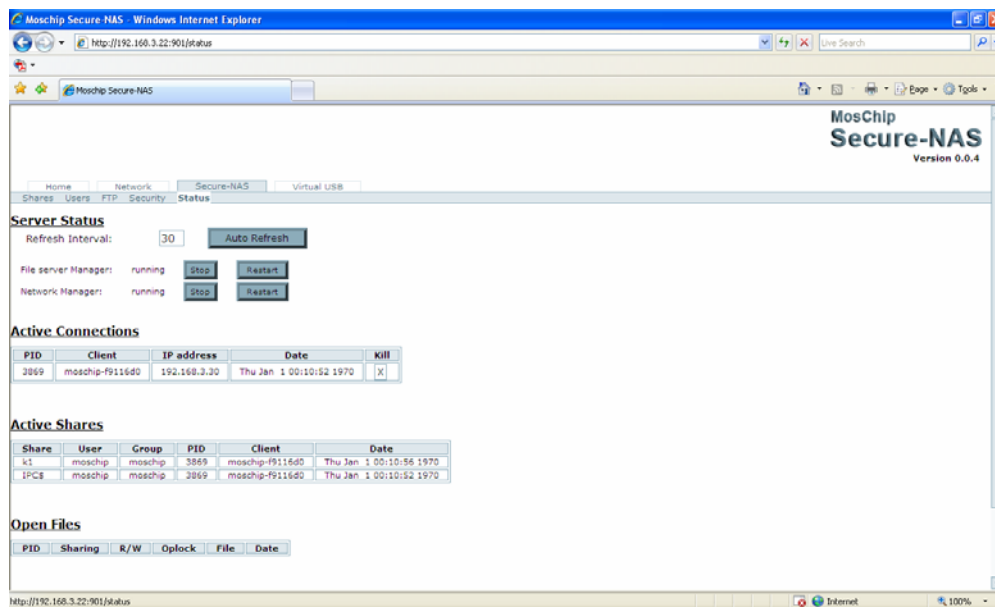 Moschip Secure-NAS - Windows Internet Explorer
http://192.168.3.22:901/status
Live Search
Moschip Secure-NAS
Page Tools
MosChip
Secure-NAS
Version 0.0.4
Home Network Secure-NAS Virtual USB
Shares Users FTP Security Status
Server Status
Refresh Interval: 30 Auto Refresh
File server Manager: running Stop Restart
Network Manager: running Stop Restart
Active Connections
PID Client IP address Date Kill
3869 moschip-f9116d0 192.168.3.30 Thu Jan 1 00:10:52 1970 X
Active Shares
Share User Group PID Client Date
k1 moschip moschip 3869 moschip-f9116d0 Thu Jan 1 00:10:56 1970
IPC$ moschip moschip 3869 moschip-f9116d0 Thu Jan 1 00:10:52 1970
Open Files
PID Sharing R/W Oplock File Date
http://192.168.3.22:901/status Internet 100%